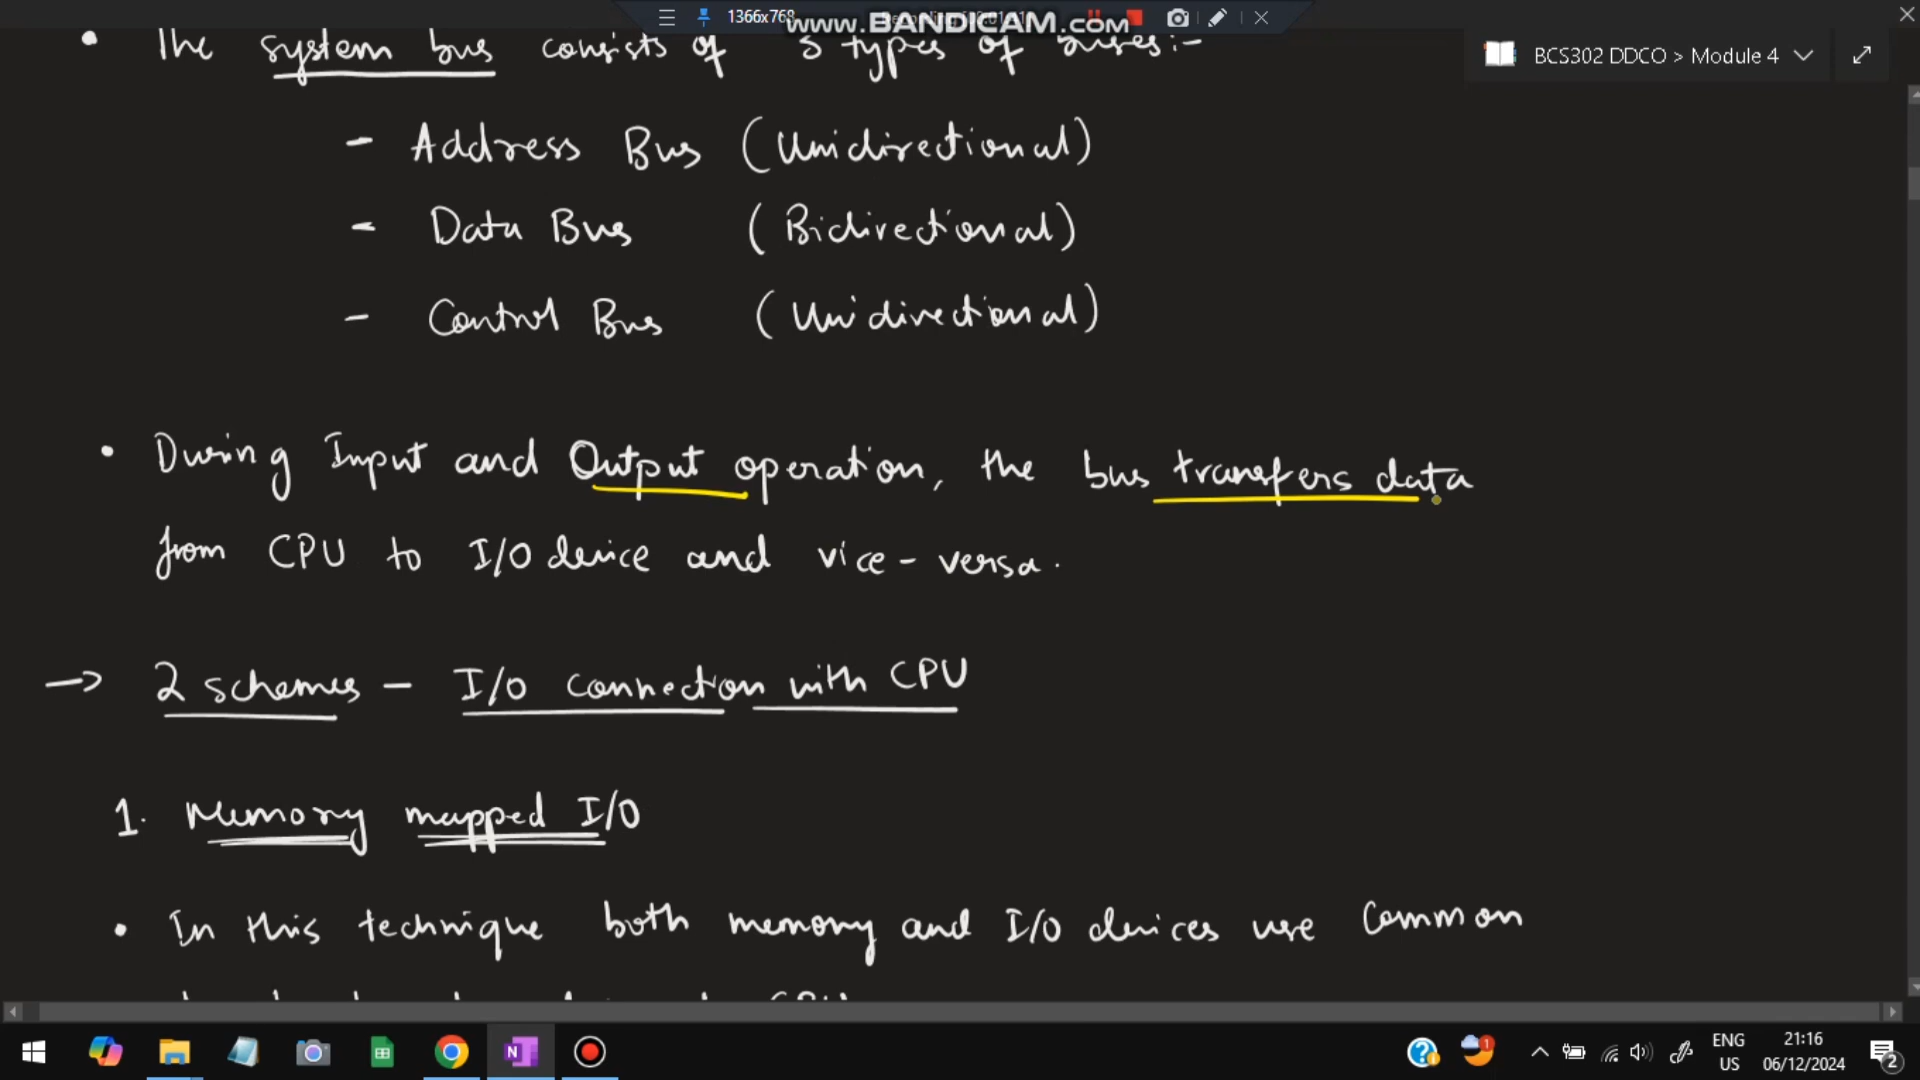 1366x768
www.BANDICAM.com
• The system bus consists of 3 types of buses:-
BCS302 DDCO > Module 4
- Address Bus (Unidirectional)
- Data Bus (Bidirectional)
- Control Bus (Unidirectional)
• During Input and Output operation, the bus transfers data
from CPU to I/O device and vice-versa.
→ 2 schemes - I/O connection with CPU
1. Memory mapped I/O
• In this technique both memory and I/O devices use common
CPU
ENG
US
21:16
06/12/2024
2